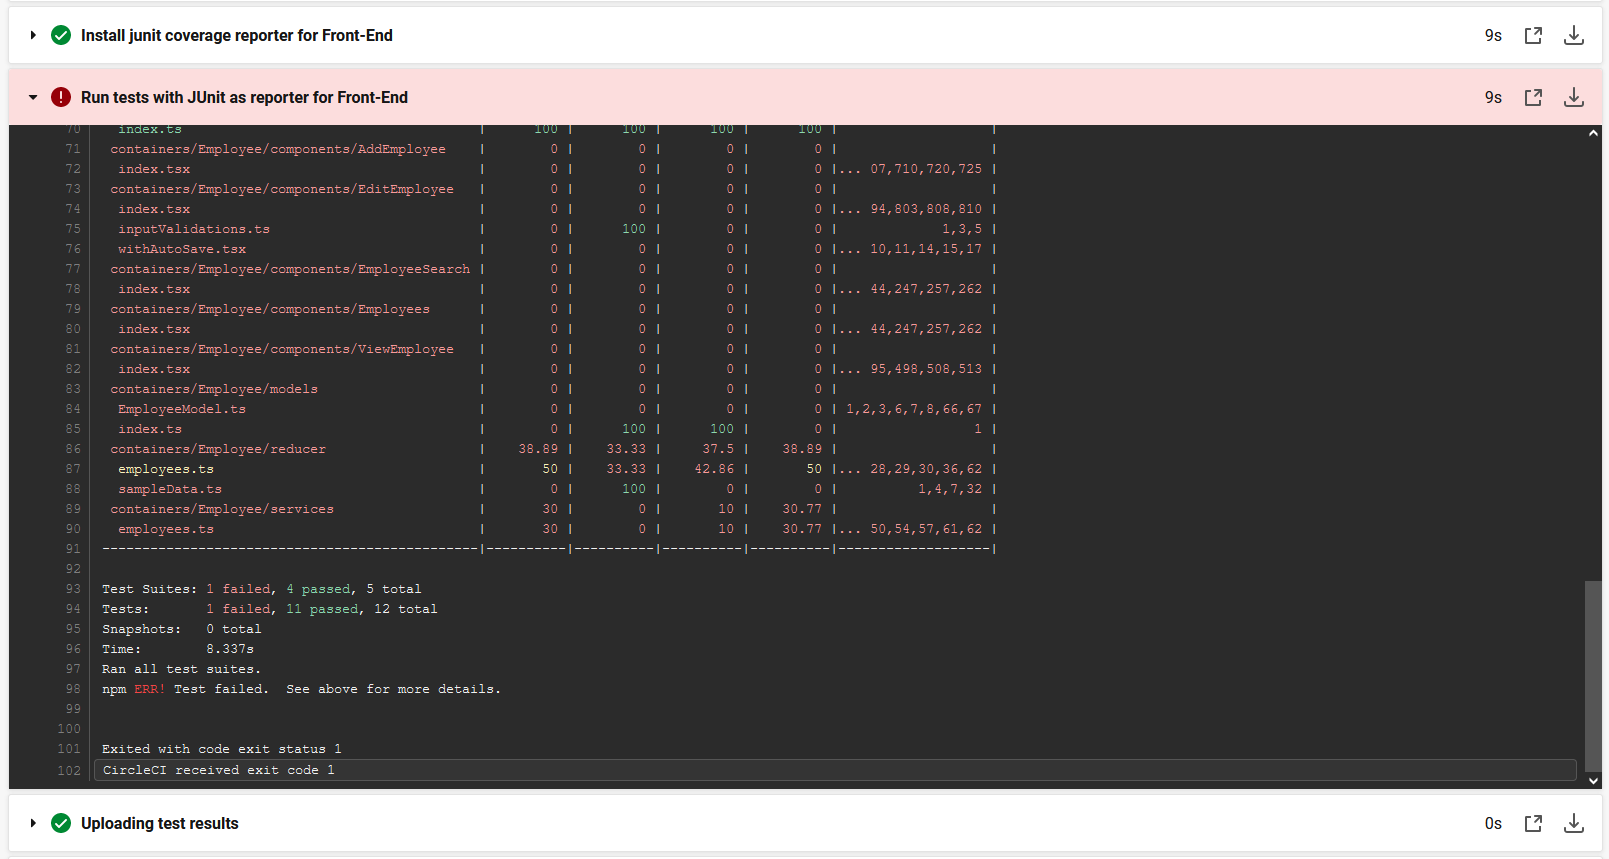 Install junit coverage reporter for Front-End 9s
Run tests with JUnit as reporter for Front-End 9s
70 index.ts | 100 | 100 | 100 | 100 | |
71 containers/Employee/components/AddEmployee | 0 | 0 | 0 | 0 | |
72 index.tsx | 0 | 0 | 0 | 0 |... 07,710,720,725 |
73 containers/Employee/components/EditEmployee | 0 | 0 | 0 | 0 | |
74 index.tsx | 0 | 0 | 0 | 0 |... 94,803,808,810 |
75 inputValidations.ts | 0 | 100 | 0 | 0 | 1,3,5 |
76 withAutoSave.tsx | 0 | 0 | 0 | 0 |... 10,11,14,15,17 |
77 containers/Employee/components/EmployeeSearch | 0 | 0 | 0 | 0 | |
78 index.tsx | 0 | 0 | 0 | 0 |... 44,247,257,262 |
79 containers/Employee/components/Employees | 0 | 0 | 0 | 0 | |
80 index.tsx | 0 | 0 | 0 | 0 |... 44,247,257,262 |
81 containers/Employee/components/ViewEmployee | 0 | 0 | 0 | 0 | |
82 index.tsx | 0 | 0 | 0 | 0 |... 95,498,508,513 |
83 containers/Employee/models | 0 | 0 | 0 | 0 | |
84 EmployeeModel.ts | 0 | 0 | 0 | 0 | 1,2,3,6,7,8,66,67 |
85 index.ts | 0 | 100 | 100 | 0 | 1 |
86 containers/Employee/reducer | 38.89 | 33.33 | 37.5 | 38.89 | |
87 employees.ts | 50 | 33.33 | 42.86 | 50 |... 28,29,30,36,62 |
88 sampleData.ts | 0 | 100 | 0 | 0 | 1,4,7,32 |
89 containers/Employee/services | 30 | 0 | 10 | 30.77 | |
90 employees.ts | 30 | 0 | 10 | 30.77 |... 50,54,57,61,62 |
91 -----------------------------------------------|----------|----------|----------|----------|-------------------|
92
93 Test Suites: 1 failed, 4 passed, 5 total
94 Tests: 1 failed, 11 passed, 12 total
95 Snapshots: 0 total
96 Time: 8.337s
97 Ran all test suites.
98 npm ERR! Test failed. See above for more details.
99
100
101 Exited with code exit status 1
102 CircleCI received exit code 1
Uploading test results 0s